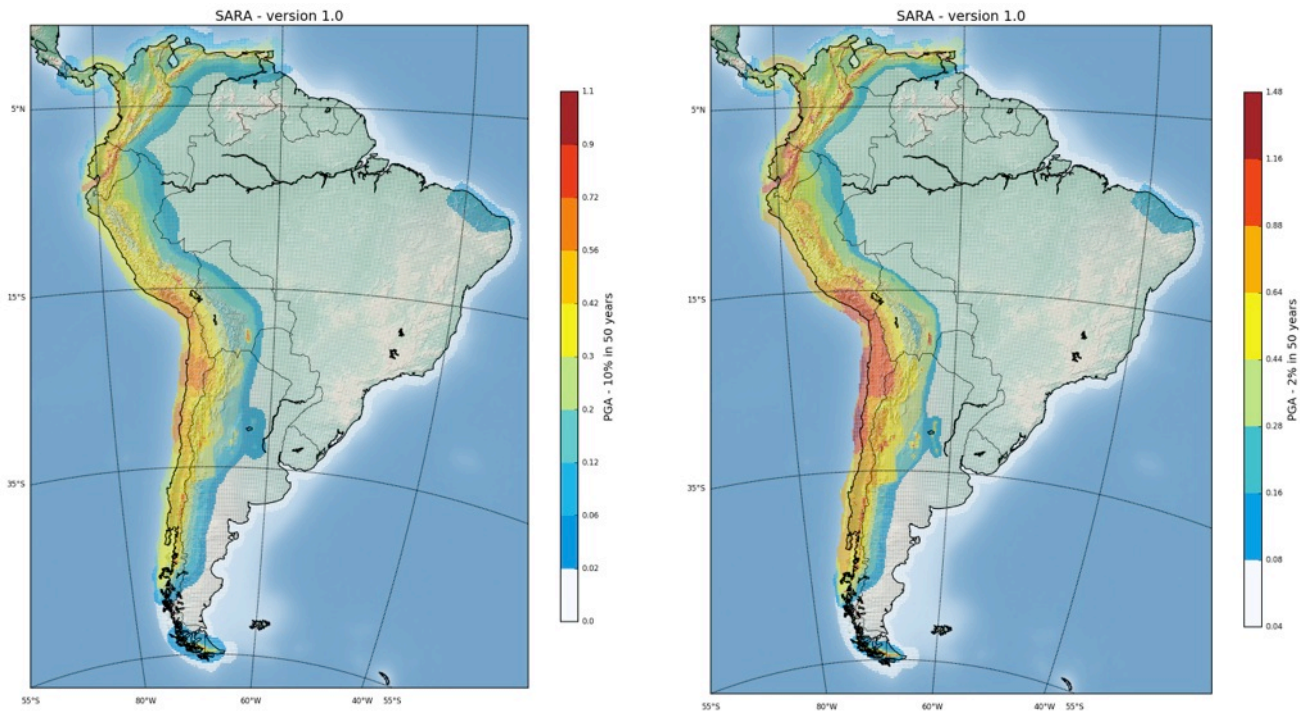 SARA - version 1.0
5°N
15°S
35°S
55°S
80°W
60°W
40°W
55°S
1.1
0.9
0.72
0.56
0.42
0.3
0.2
0.12
0.06
0.02
0.0
PGA - 10% in 50 years
SARA - version 1.0
5°N
15°S
35°S
55°S
80°W
60°W
40°W
55°S
1.48
1.16
0.88
0.64
0.44
0.28
0.16
0.08
0.04
PGA - 2% in 50 years